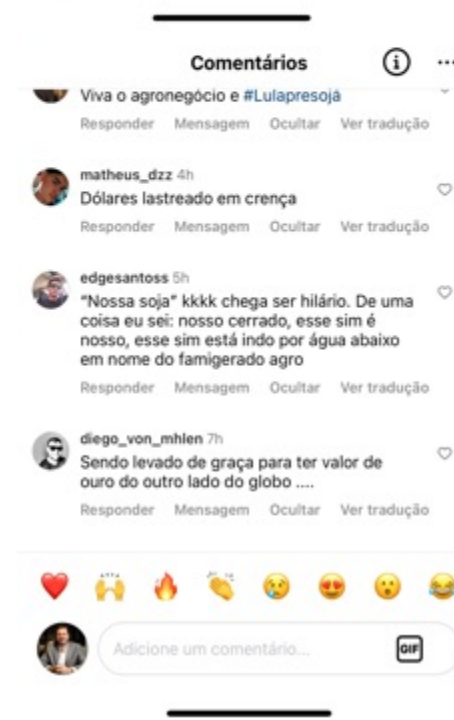 Comentários
Viva o agronegócio e #Lulapresojá
Responder Mensagem Ocultar Ver tradução
matheus_dzz 4h
Dólares lastreado em crença
Responder Mensagem Ocultar Ver tradução
edgesantoss 5h
“Nossa soja” kkkk chega ser hilário. De uma
coisa eu sei: nosso cerrado, esse sim é
nosso, esse sim está indo por água abaixo
em nome do famigerado agro
Responder Mensagem Ocultar Ver tradução
diego_von_mhlen 7h
Sendo levado de graça para ter valor de
ouro do outro lado do globo ....
Responder Mensagem Ocultar Ver tradução
Adicione um comentário... GIF